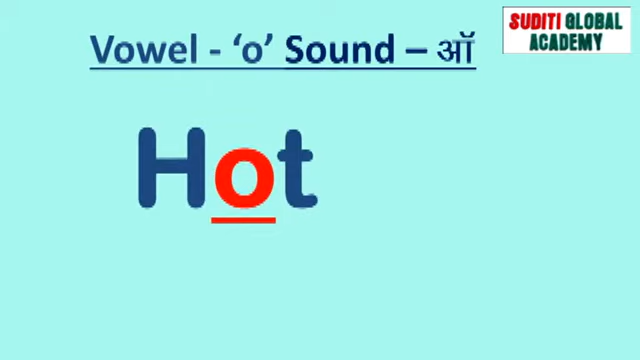 Vowel - ‘o’ Sound – ऑ
SUDITI GLOBAL
ACADEMY
Hot